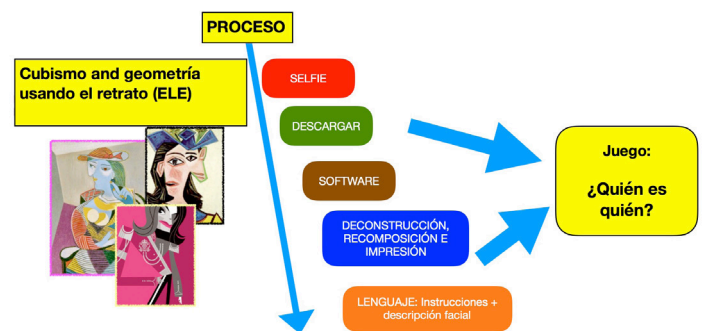 PROCESO
Cubismo and geometría
usando el retrato (ELE)
SELFIE
DESCARGAR
SOFTWARE
DECONSTRUCCIÓN,
RECOMPOSICIÓN E
IMPRESIÓN
LENGUAJE: Instrucciones +
descripción facial
Juego:
¿Quién es
quién?